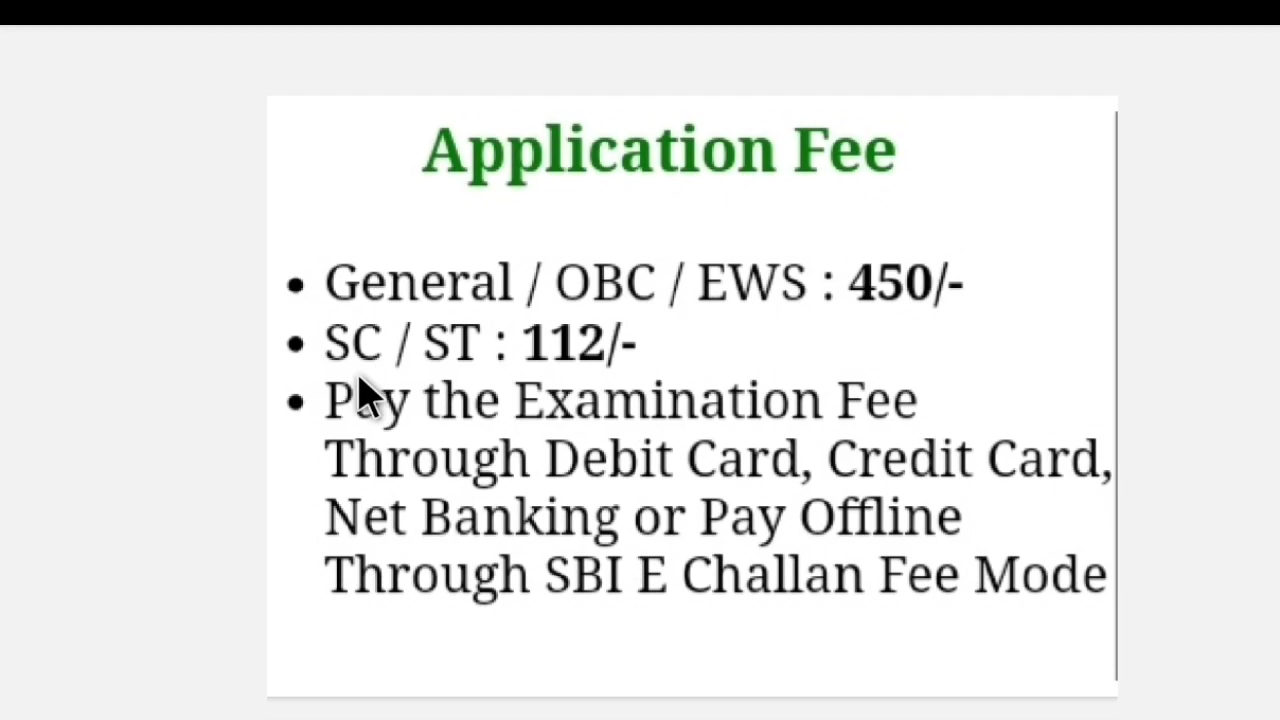 Application Fee
General / OBC / EWS : 450/-
SC / ST : 112/-
Pay the Examination Fee
Through Debit Card, Credit Card,
Net Banking or Pay Offline
Through SBI E Challan Fee Mode